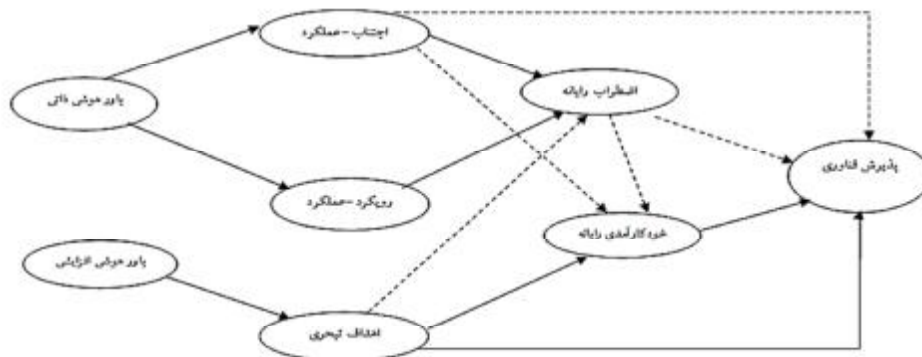 اجتناب-عملکرد
اضطراب رایانه
باور هوشی ذاتی
پذیرش فناوری
رویکرد-عملکرد
خودکارآمدی رایانه
باور هوشی افزایشی
اهداف تبحری